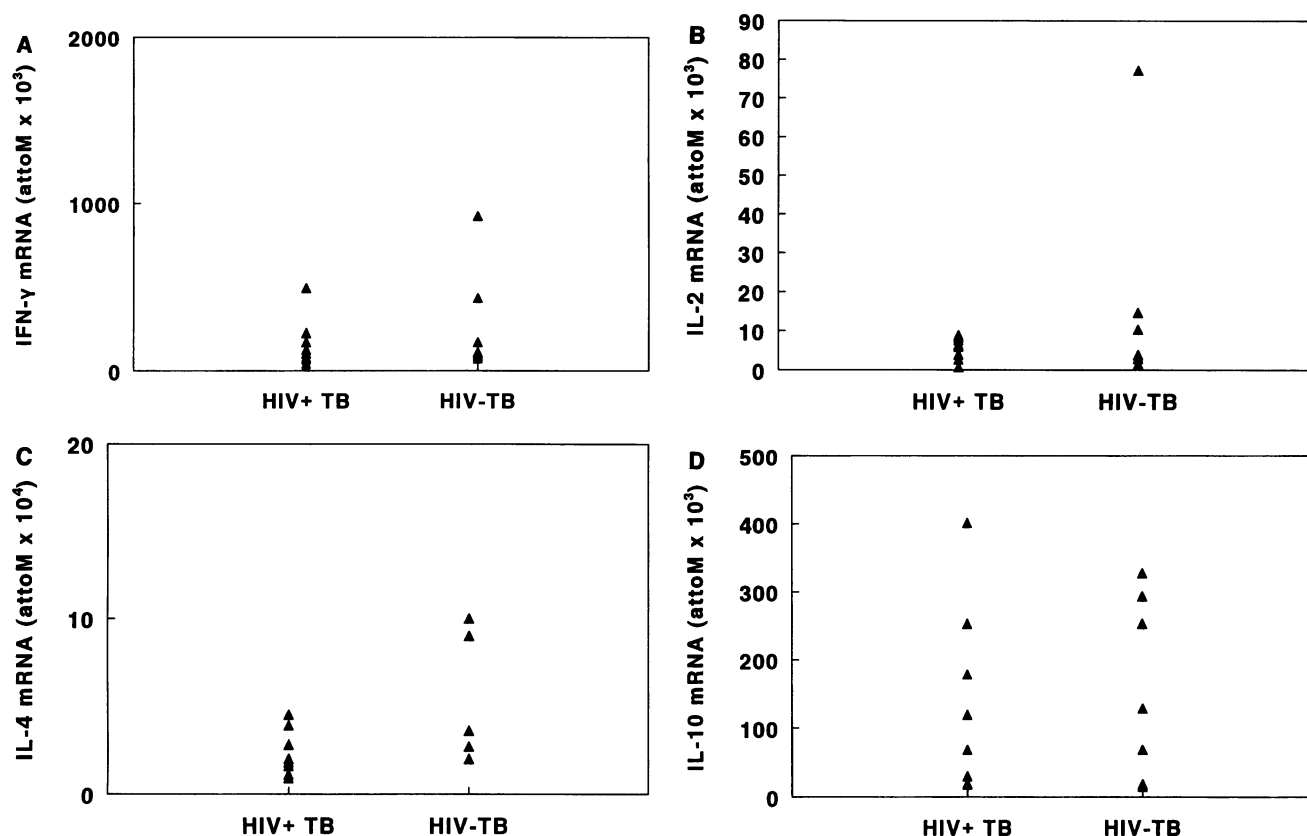 A
IFN-γ mRNA (attoM x 10³)
2000
1000
0
HIV+ TB
HIV-TB
B
IL-2 mRNA (attoM x 10³)
90
80
70
60
50
40
30
20
10
0
HIV+ TB
HIV-TB
C
IL-4 mRNA (attoM x 10⁴)
20
10
0
HIV+ TB
HIV-TB
D
IL-10 mRNA (attoM x 10³)
500
400
300
200
100
0
HIV+ TB
HIV-TB